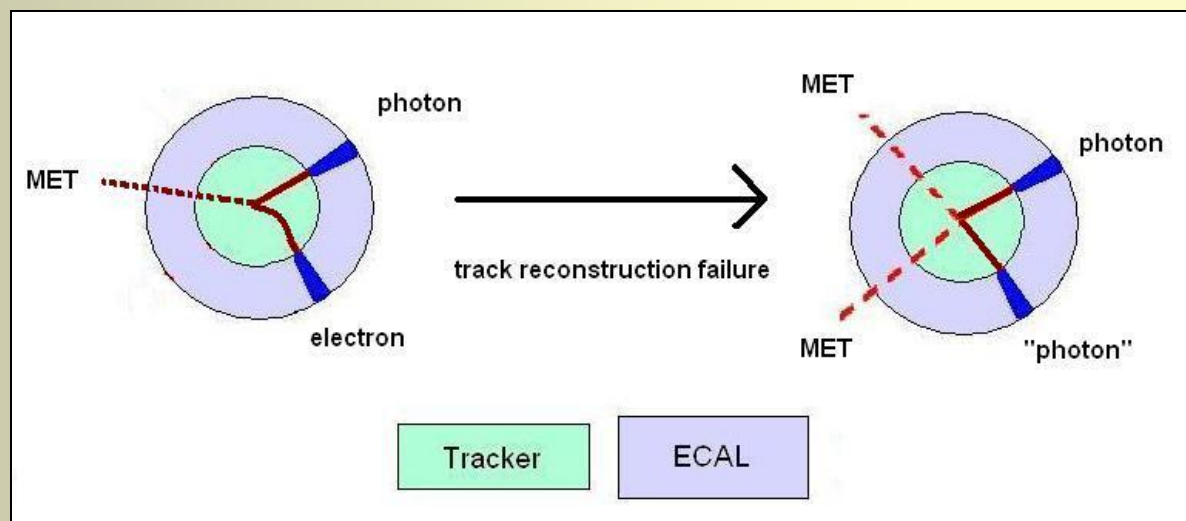 photon
MET
electron
track reconstruction failure
MET
photon
MET
"photon"
Tracker
ECAL